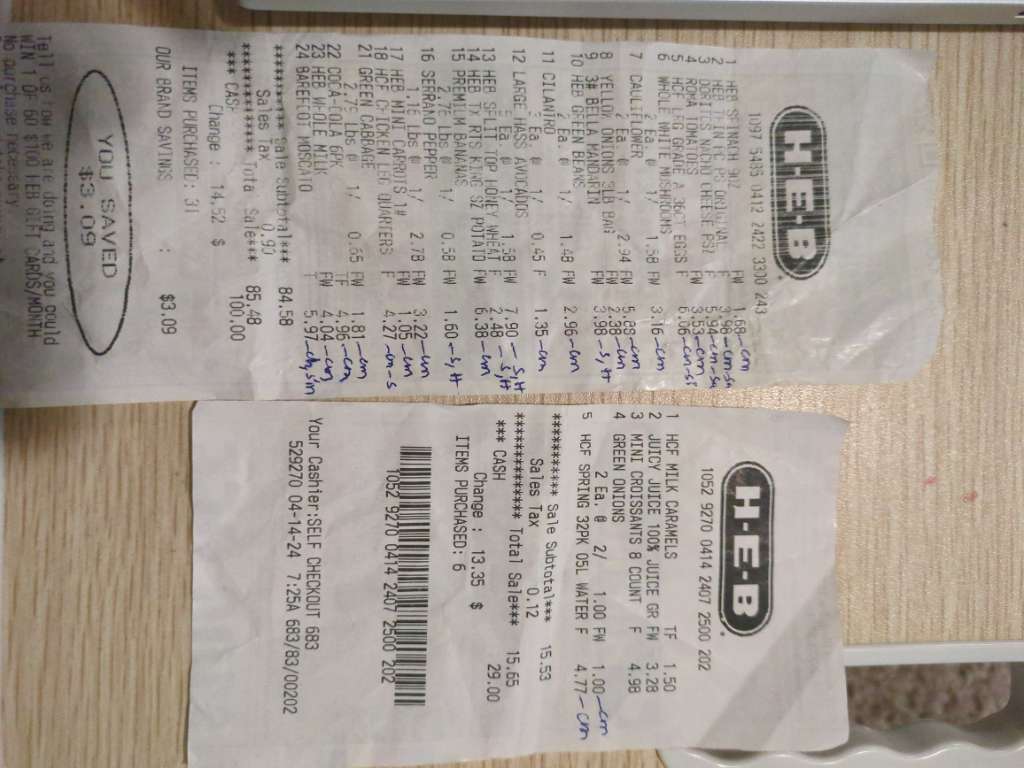 H-E-B
1097 5485 0412 2422 3300 243
1 HEB SPINACH 9OZ FW 1.68 - cm
2 HEB THIN PC PS ORIGINAL F 3.98 - cm-sa
3 DORITOS NACHO CHEESE PSZ F 5.94 - cm-sa
4 ROMA TOMATOES FW 3.53 - cm
5 HCF LRG GRADE A 36CT EGGS F 6.06 - cm-si
6 WHOLE WHITE MUSHROOMS
2 Ea. @ 1/ 1.58 FW 3.16 - cm
7 CAULIFLOWER
2 Ea. @ 1/ 2.94 FW 5.88 - cm
8 YELLOW ONIONS 3LB BAG FW 2.38 - cm
9 3# BELLA MANDARIN FW 3.98 - S, H
10 HEB GREEN BEANS
2 Ea. @ 1/ 1.48 FW 2.96 - cm
11 CILANTRO
Ea. @ 1/ 0.45 F 1.35 - cm
12 LARGE HASS AVOCADOS
Ea. @ 1/ 1.58 FW 7.90 - S, H
13 HEB SPLIT TOP HONEY WHEAT F 2.48 - S, H
14 HEB TX RTS KING SZ POTATO FW 6.38 - cm
15 PREMIUM BANANAS
2.76 Lbs @ 1/ 0.58 FW 1.60 - S, H
16 SERRANO PEPPER
1.16 Lbs @ 1/ 2.78 FW 3.22 - cm
17 HEB MINI CARROTS 1# FW 1.05 - cm
18 HCF CHICKEN LEG QUARTERS F 4.27 - cm-s
21 GREEN CABBAGE
2.79 Lbs @ 1/ 0.65 FW 1.81 - cm
22 COCA-COLA 6PK TF 4.96 - cm
23 HEB WHOLE MILK FW 4.04 - cm
24 BAREFOOT MOSCATO T 5.97
*********** Sale Subtotal*** 84.58
Sales Tax 0.90
************** Total Sale*** 85.48
*** CASH 100.00
Change : 14.52 $
ITEMS PURCHASED: 31
OUR BRAND SAVINGS : $3.09
YOU SAVED
$3.09
Tell us how we are doing and you could
WIN 1 OF 60 $100 HEB GIFT CARDS/MONTH
No purchase necessary.
H-E-B
1052 9270 0414 2407 2500 202
1 HCF MILK CARAMELS TF 1.50
2 JUICY JUICE 100% JUICE GR FW 3.28
3 MINI CROISSANTS 8 COUNT F 4.98
4 GREEN ONIONS
2 Ea. @ 2/ 1.00 FW 1.00 - cm
5 HCF SPRING 32PK 05L WATER F 4.77 - cm
*********** Sale Subtotal*** 15.53
Sales Tax 0.12
************** Total Sale*** 15.65
*** CASH 29.00
Change : 13.35 $
ITEMS PURCHASED: 6
1052 9270 0414 2407 2500 202
Your Cashier:SELF CHECKOUT 683
529270 04-14-24 7:25A 683/83/00202